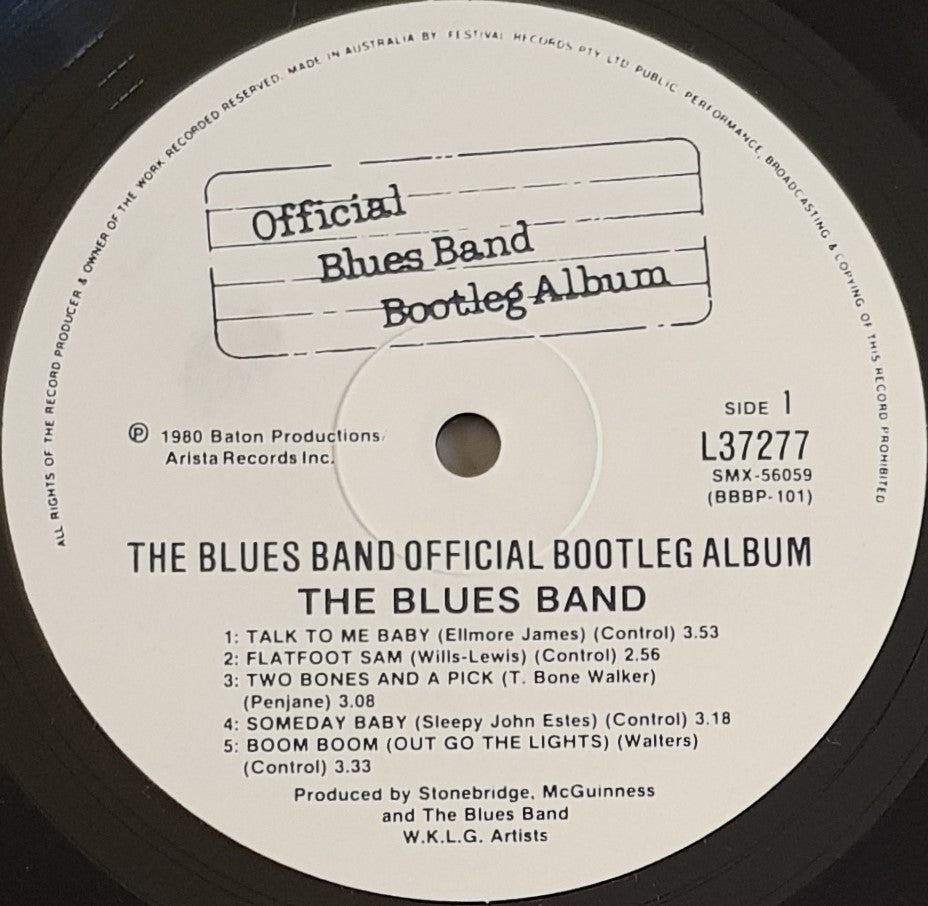 ALL RIGHTS OF THE RECORD PRODUCER & OWNER OF THE WORK RECORDED RESERVED. MADE IN AUSTRALIA BY FESTIVAL RECORDS PTY LTD PUBLIC PERFORMANCE, BROADCASTING & COPYING OF THIS RECORD PROHIBITED
Official
Blues Band
Bootleg Album
℗ 1980 Baton Productions/
Arista Records Inc.
SIDE 1
L37277
SMX-56059
(BBBP-101)
THE BLUES BAND OFFICIAL BOOTLEG ALBUM
THE BLUES BAND
1: TALK TO ME BABY (Ellmore James) (Control) 3.53
2: FLATFOOT SAM (Wills-Lewis) (Control) 2.56
3: TWO BONES AND A PICK (T. Bone Walker)
(Penjane) 3.08
4: SOMEDAY BABY (Sleepy John Estes) (Control) 3.18
5: BOOM BOOM (OUT GO THE LIGHTS) (Walters)
(Control) 3.33
Produced by Stonebridge, McGuinness
and The Blues Band
W.K.L.G. Artists